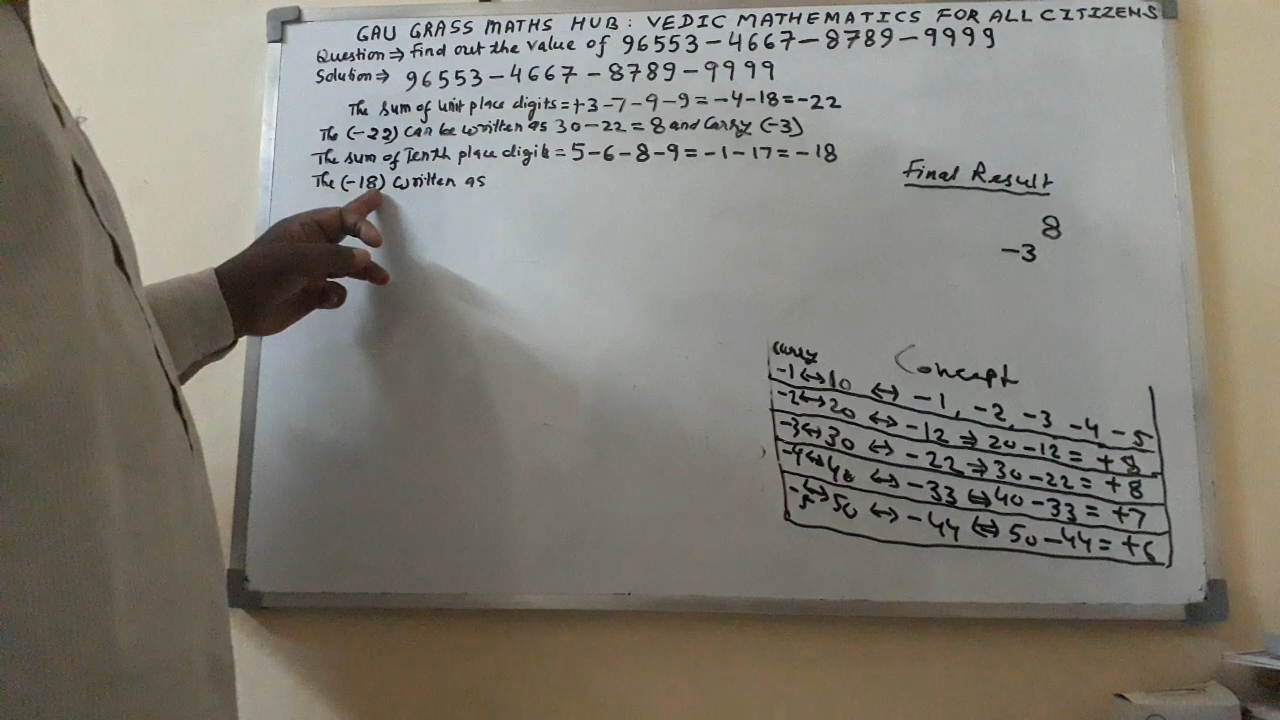 GAU GRASS MATHS HUB: VEDIC MATHEMATICS FOR ALL CITIZENS
Question⇒ find out the value of 96553-4667-8789-9999
Solution⇒ 96553-4667-8789-9999
The sum of unit place digits=+3-7-9-9=-4-18=-22
The (-22) can be written as 30-22=8 and carry (-3)
The sum of Tenth place digits=5-6-8-9=-1-17=-18
The (-18) written as
Final Result
8
-3
carry
Concept
-1↔10 ↔ -1, -2, -3 -4 -5
-2↔20 ↔ -12 ⇒ 20-12= +8
-3↔30 ↔ -22 ⇒ 30-22= +8
-4↔40 ↔ -33 ⇔ 40-33= +7
-5↔50 ↔ -44 ⇔ 50-44= +6